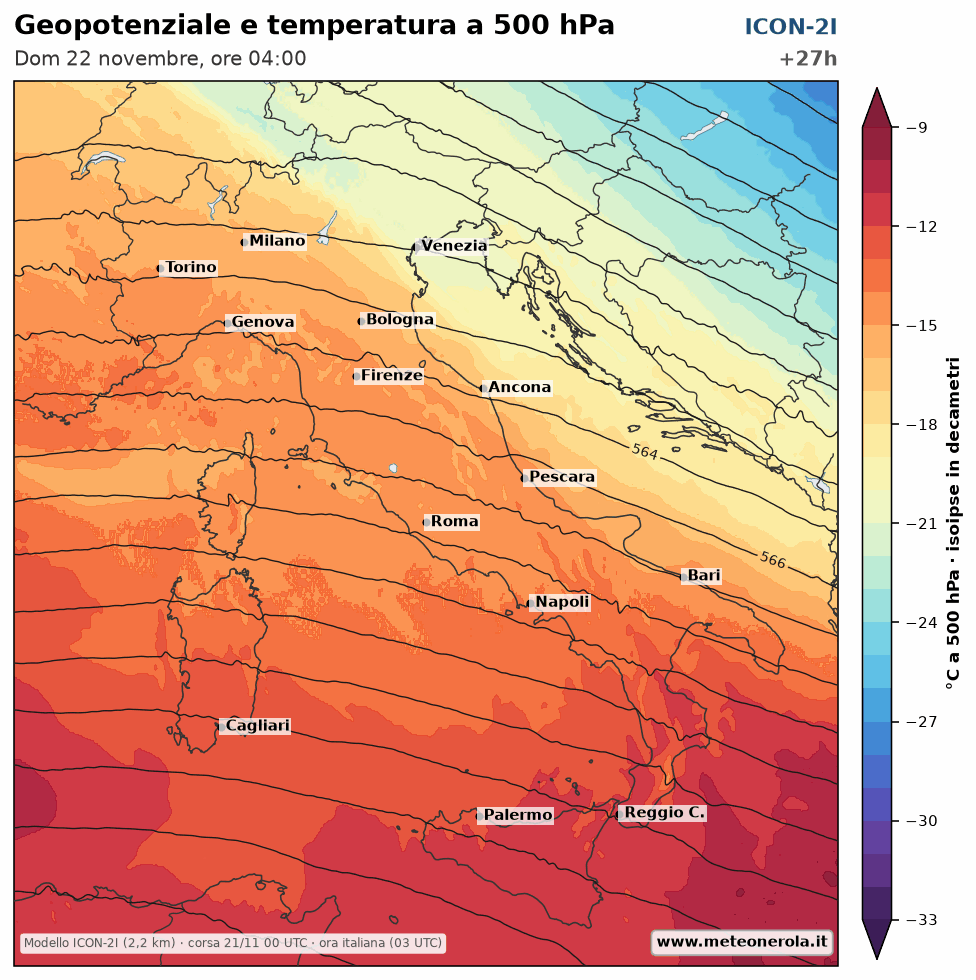 Geopotenziale e temperatura a 500 hPa
ICON-2I
Dom 22 novembre, ore 04:00
+27h
Milano
Venezia
Torino
Genova
Bologna
Firenze
Ancona
564
Pescara
Roma
566
Bari
Napoli
Cagliari
Palermo
Reggio C.
Modello ICON-2I (2,2 km) · corsa 21/11 00 UTC · ora italiana (03 UTC)
www.meteonerola.it
−9
−12
−15
−18
−21
−24
−27
−30
−33
°C a 500 hPa · isoipse in decametri